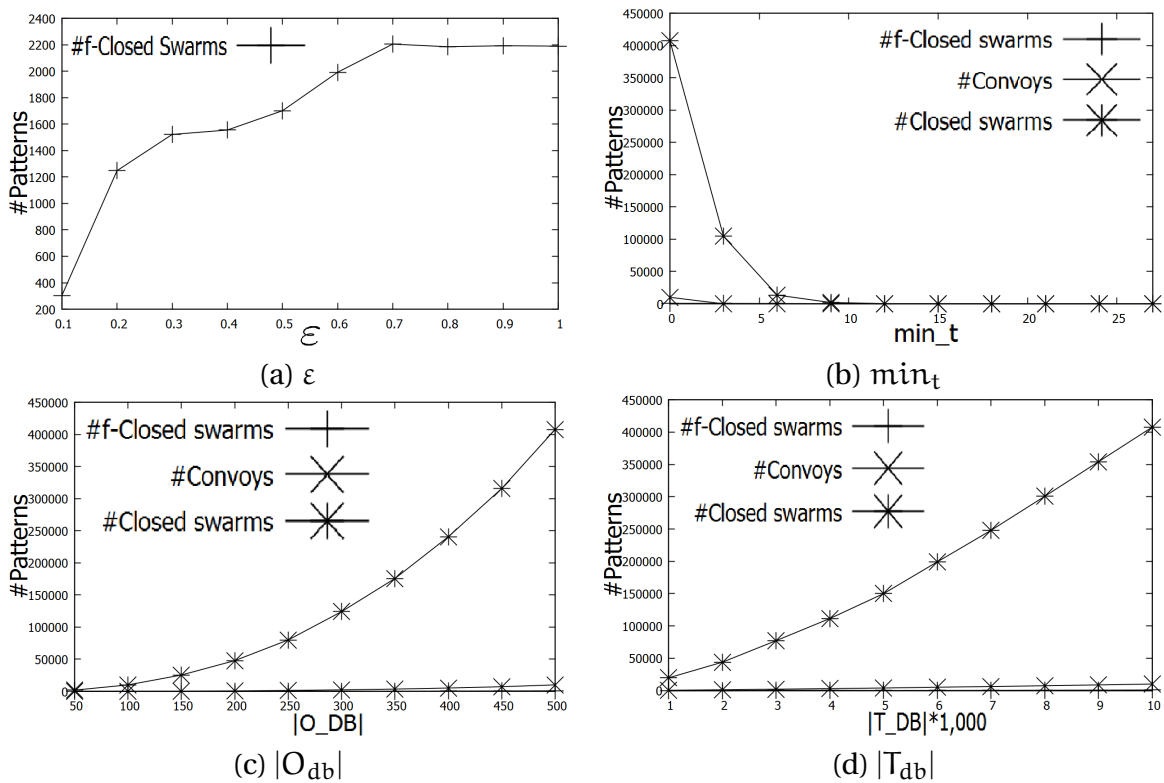 2400
2200
2000
1800
1600
1400
1200
1000
800
600
400
200
#Patterns
#f-Closed Swarms
0.1 0.2 0.3 0.4 0.5 0.6 0.7 0.8 0.9 1
ε
(a) ε
450000
400000
350000
300000
250000
200000
150000
100000
50000
0
#Patterns
#f-Closed swarms
#Convoys
#Closed swarms
0 5 10 15 20 25
min_t
(b) min_t
450000
400000
350000
300000
250000
200000
150000
100000
50000
0
#Patterns
#f-Closed swarms
#Convoys
#Closed swarms
50 100 150 200 250 300 350 400 450 500
|O_DB|
(c) |O_db|
450000
400000
350000
300000
250000
200000
150000
100000
50000
0
#Patterns
#f-Closed swarms
#Convoys
#Closed swarms
1 2 3 4 5 6 7 8 9 10
|T_DB|*1,000
(d) |T_db|